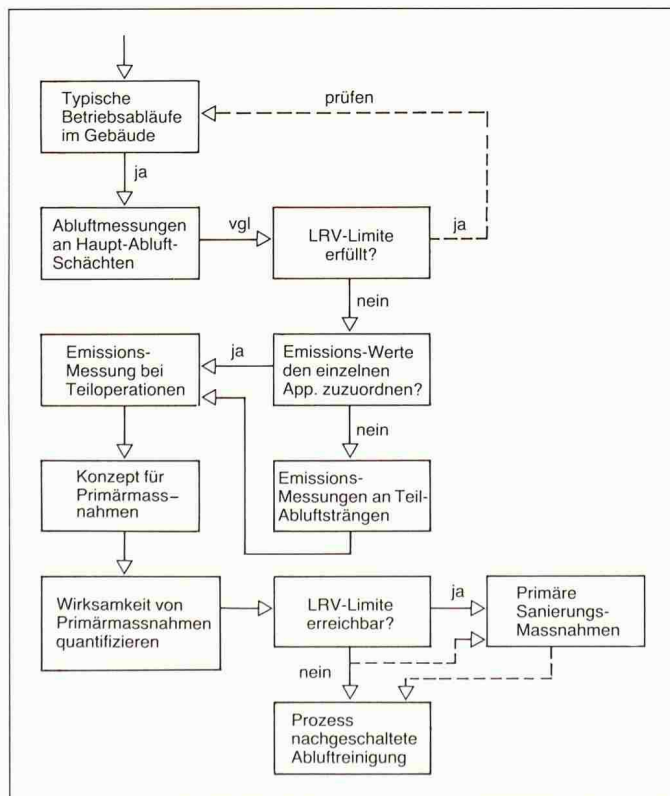 Typische
Betriebsabläufe
im Gebäude
prüfen
ja
Abluftmessungen
an Haupt-Abluft-
Schächten
vgl
LRV-Limite
erfüllt?
ja
nein
Emissions-
Messung bei
Teiloperationen
ja
Emissions-Werte
den einzelnen
App. zuzuordnen?
nein
Konzept für
Primärmass–
nahmen
Emissions-
Messungen an Teil-
Abluftsträngen
Wirksamkeit von
Primärmassnahmen
quantifizieren
LRV-Limite
erreichbar?
ja
Primäre
Sanierungs-
Massnahmen
nein
Prozess
nachgeschaltete
Abluftreinigung